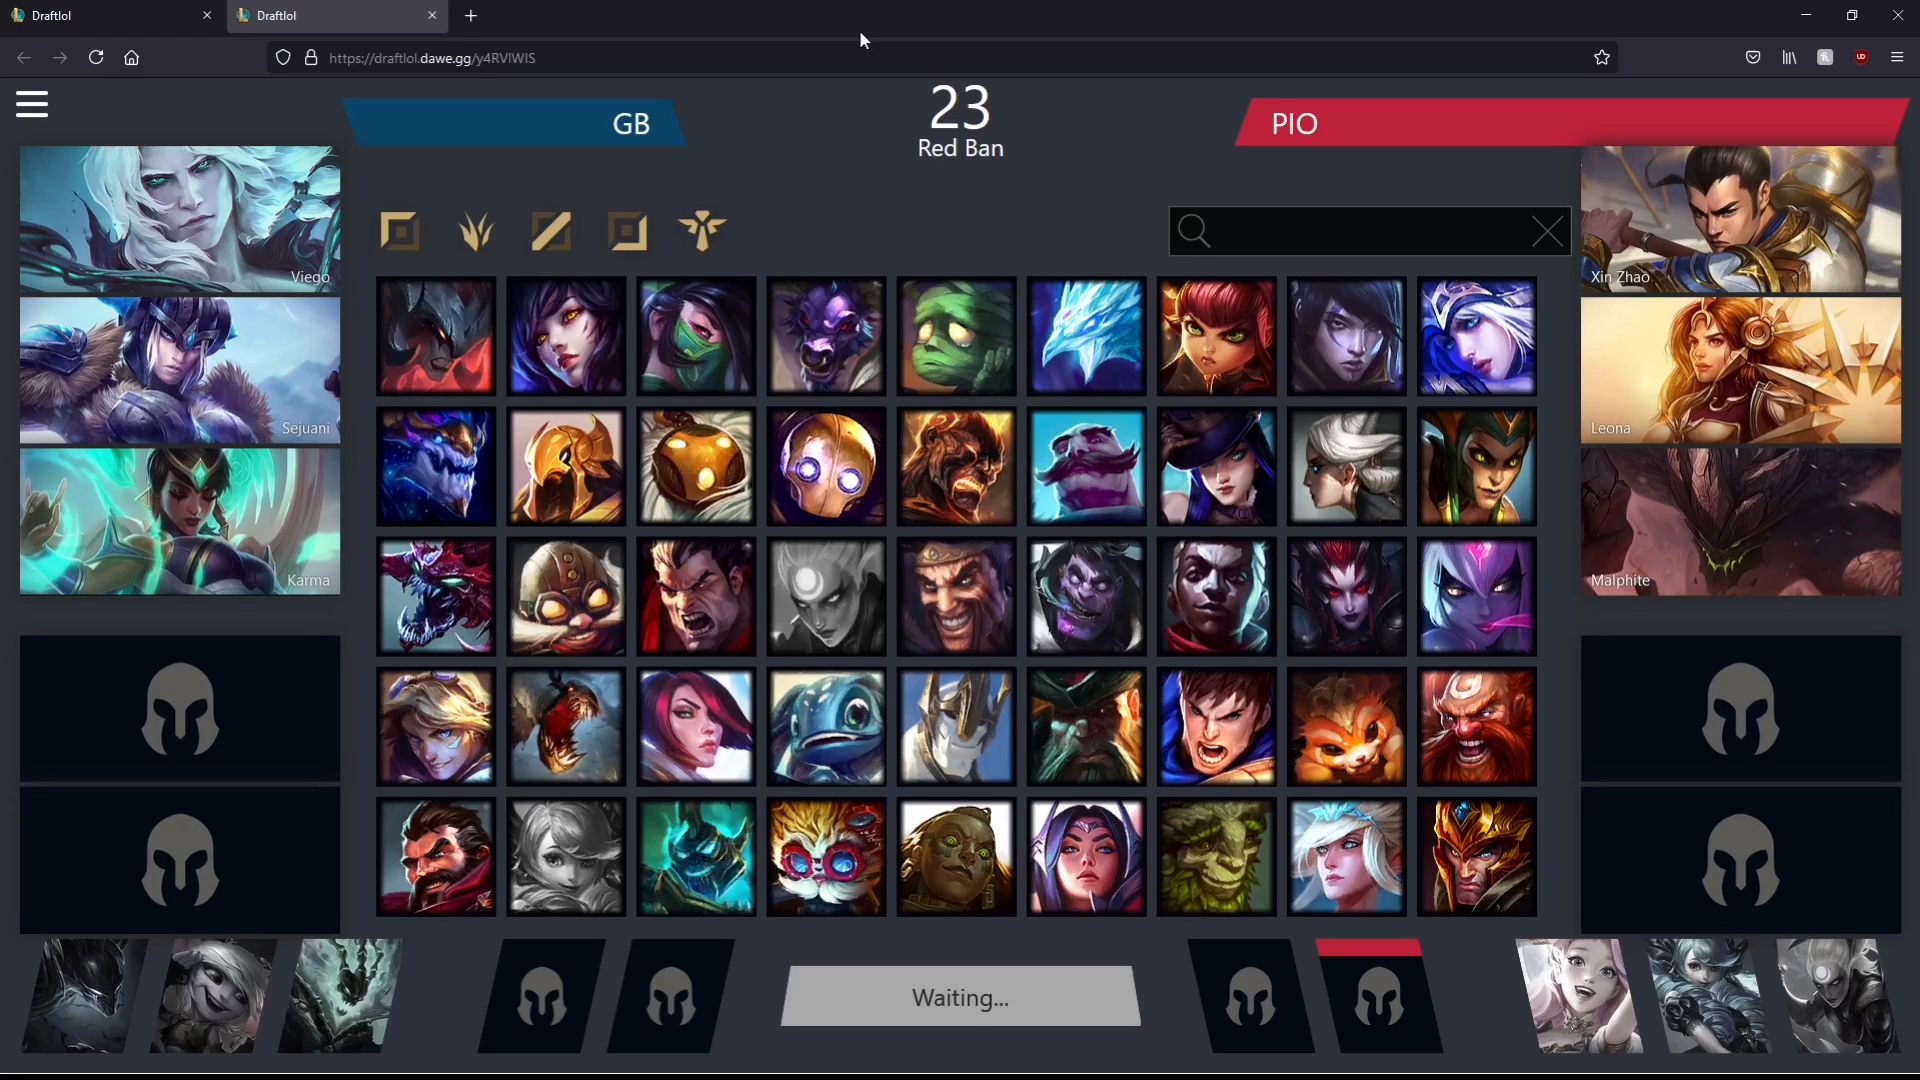 Draftlol
Draftlol
https://draftlol.dawe.gg/y4RVlWIS
GB
23
Red Ban
PIO
Viego
Sejuani
Karma
Xin Zhao
Leona
Malphite
Waiting...